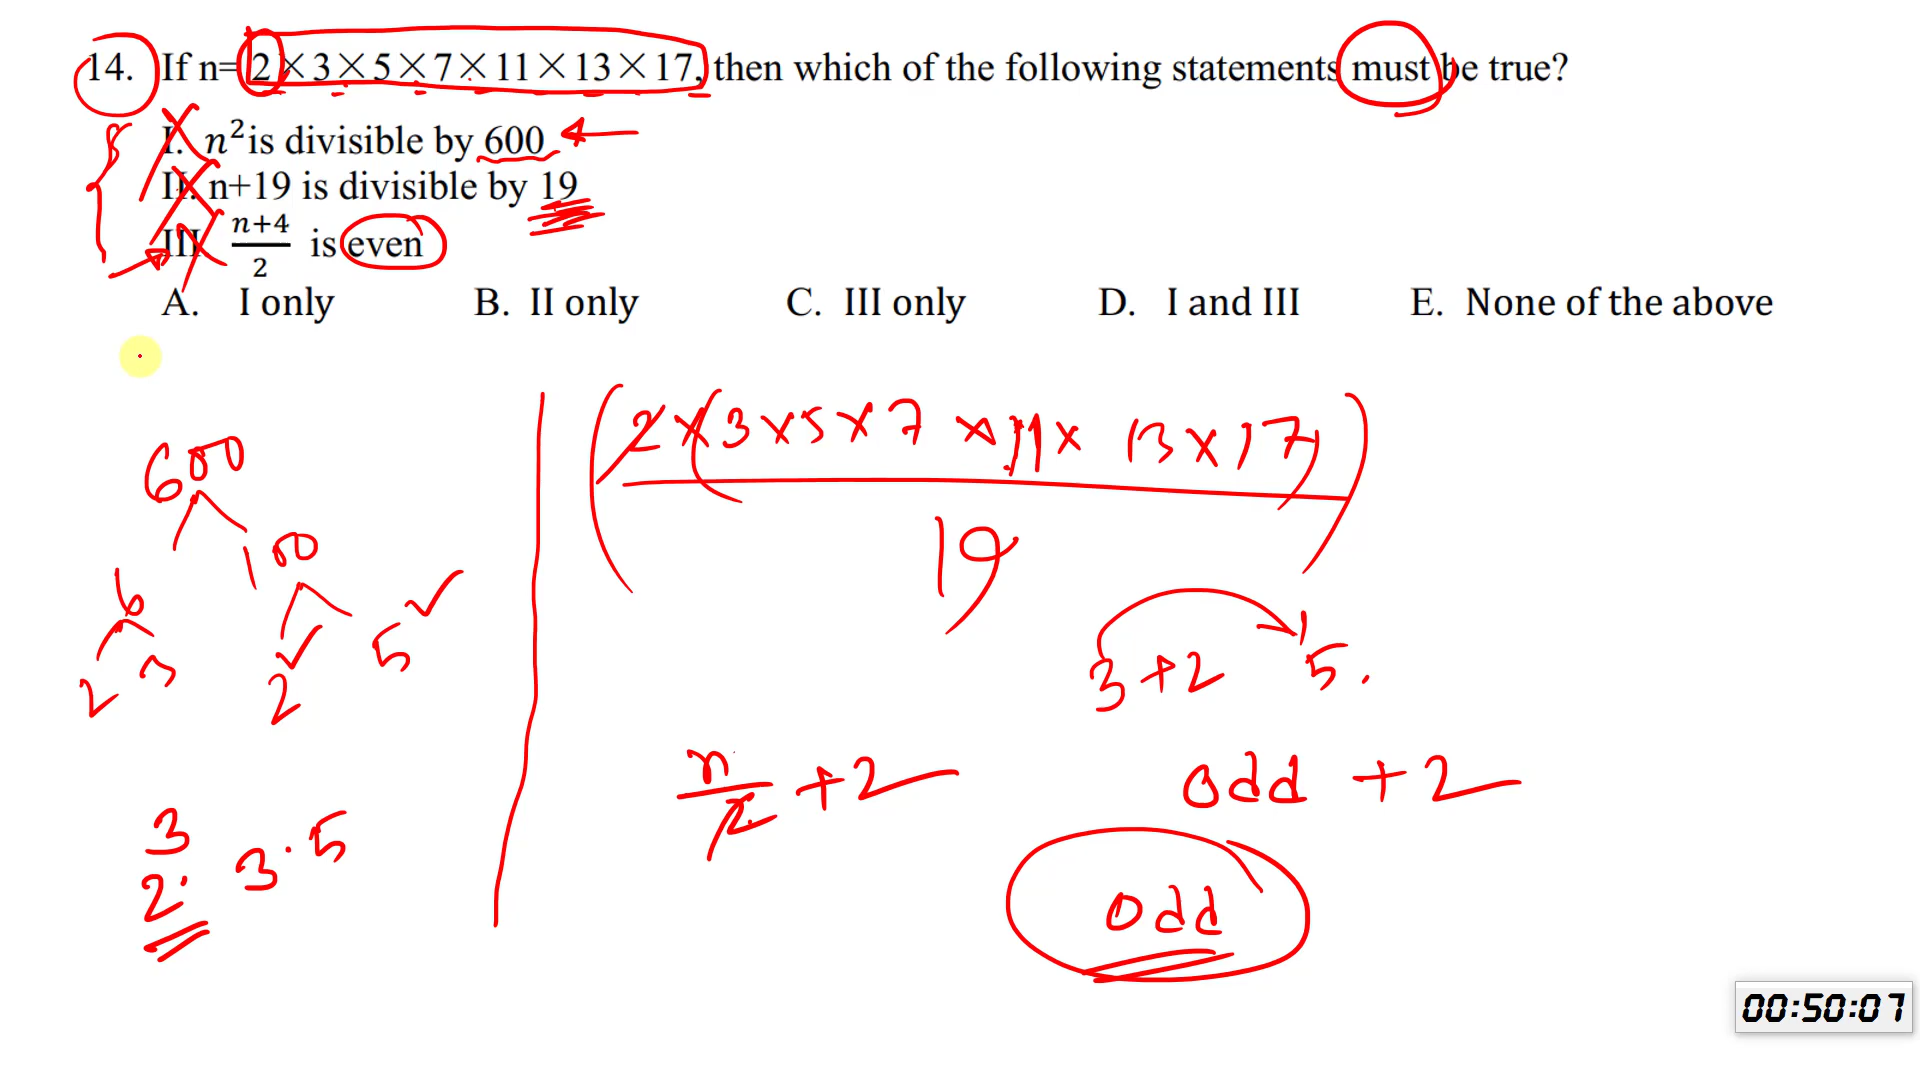 14. If n= 2×3×5×7×11×13×17, then which of the following statements must be true?
I. n²is divisible by 600
II. n+19 is divisible by 19
III n+4/2 is even
A. I only B. II only C. III only D. I and III E. None of the above
(2×(3×5×7×11×13×17))
19
600
100
6
5
2 3
2
3+2 5.
n/2 +2
odd +2
3
2. 3·5
odd
00:50:07